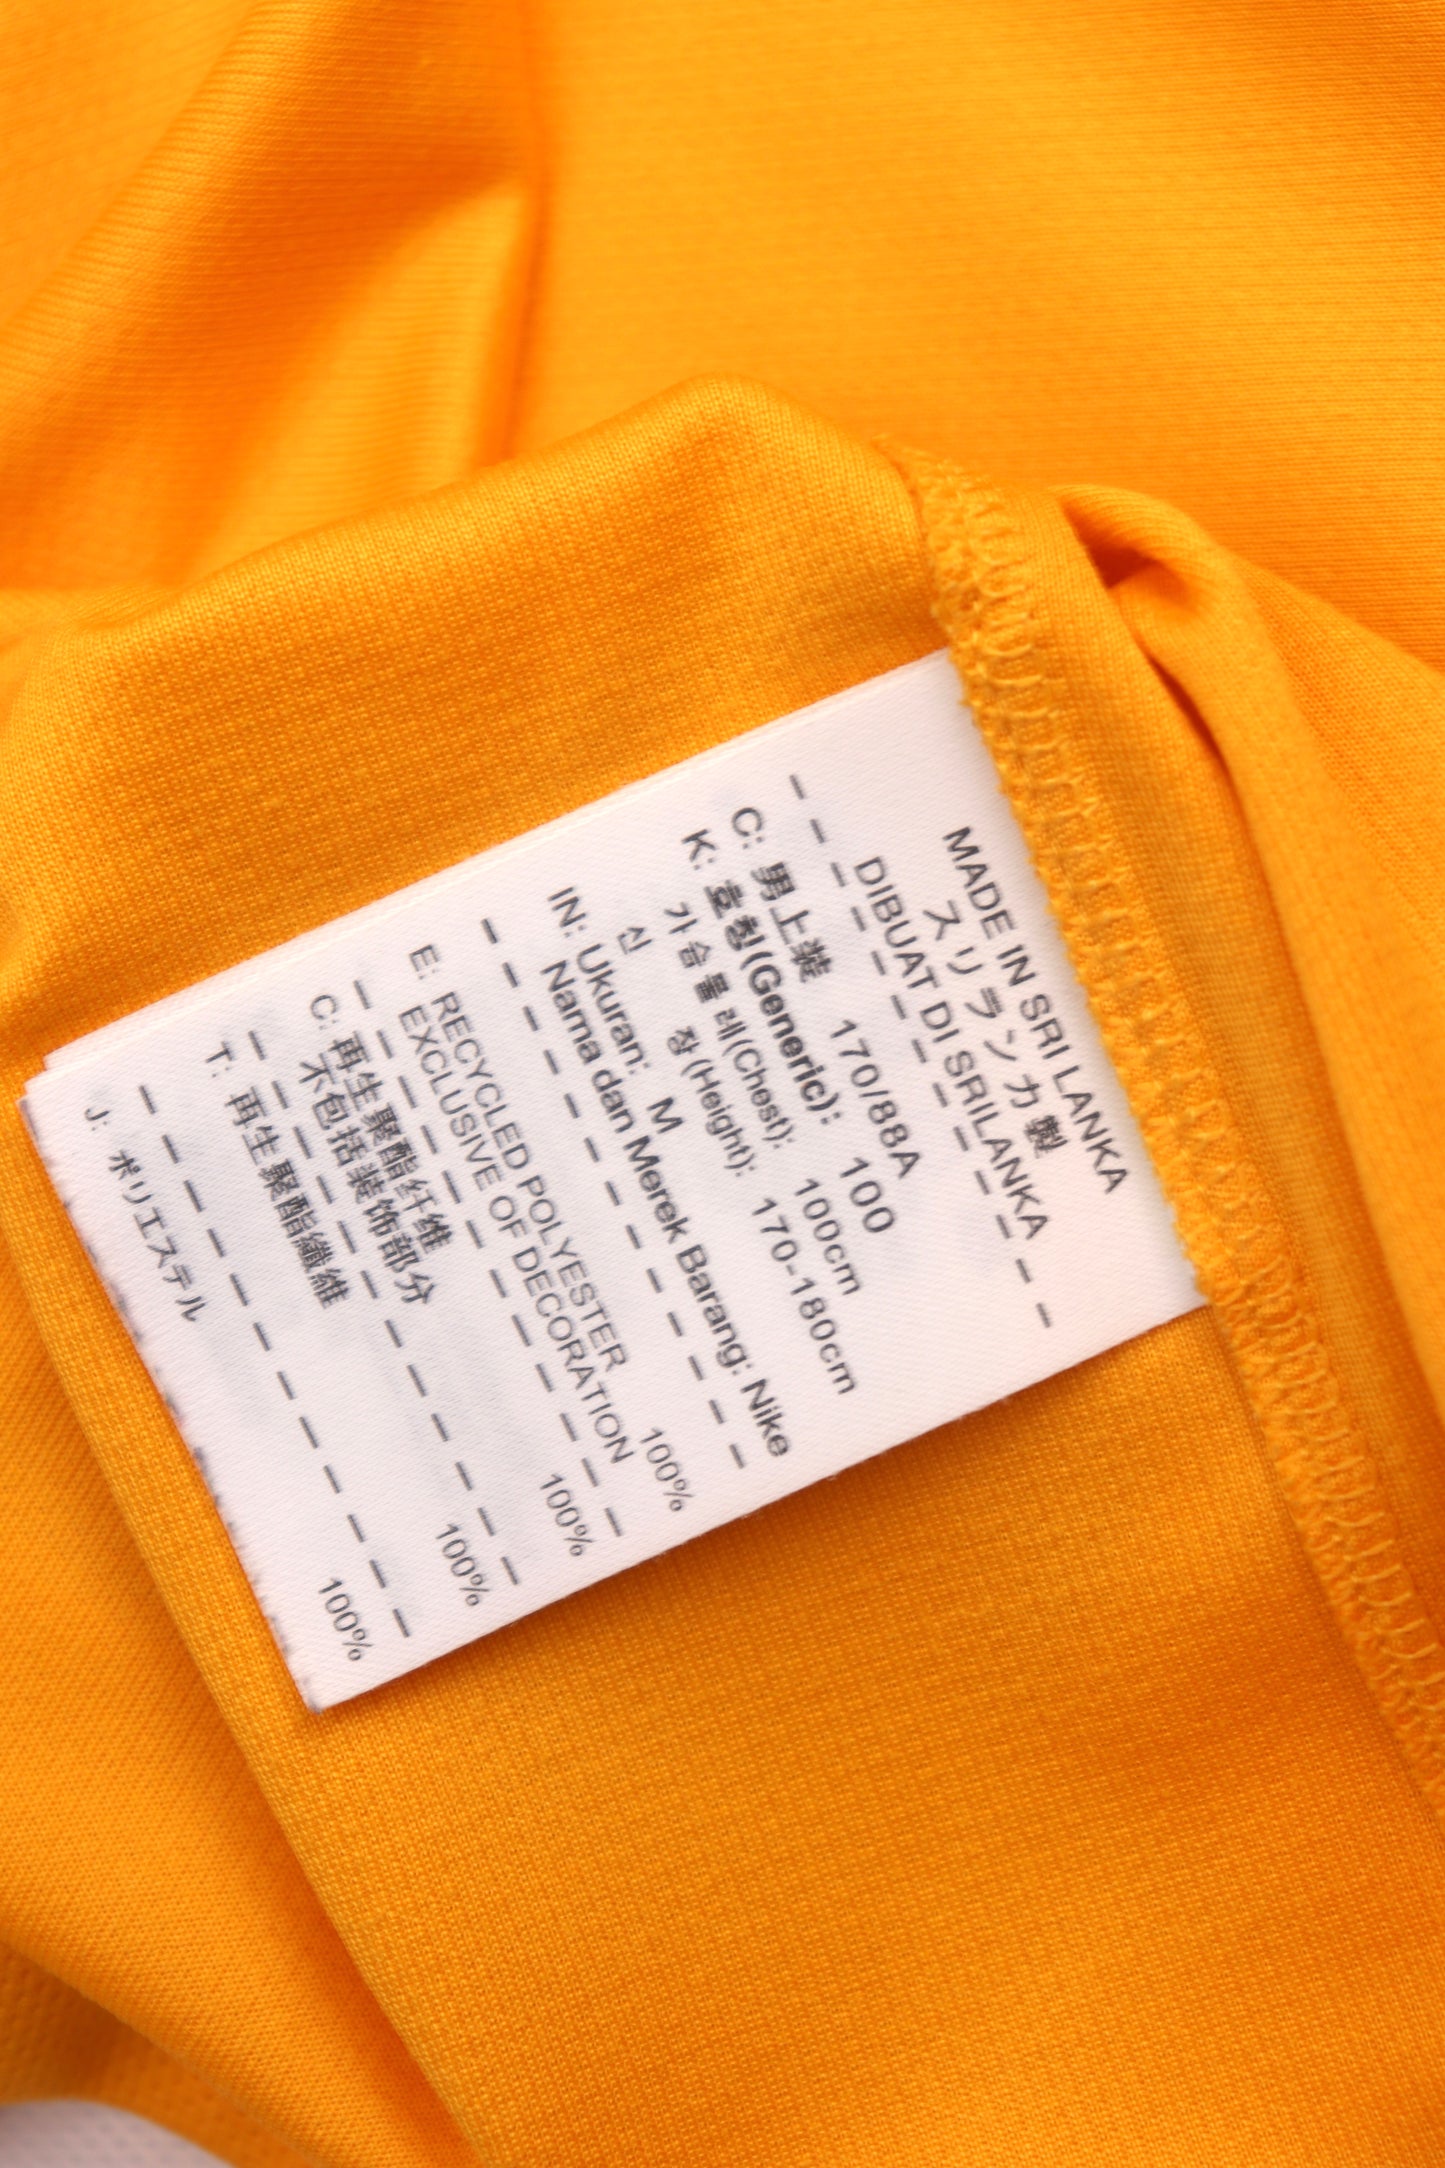 MADE IN SRI LANKA
スリランカ製
DIBUAT DI SRILANKA
C: 男上装 170/88A
K: 호칭(Generic): 100
가슴둘레(Chest): 100cm
신 장(Height): 170-180cm
IN: Ukuran: M
Nama dan Merek Barang: Nike
E: RECYCLED POLYESTER 100%
EXCLUSIVE OF DECORATION
C: 再生聚酯纤维 100%
不包括装饰部分
T: 再生聚酯纖維 100%
J: ポリエステル 100%